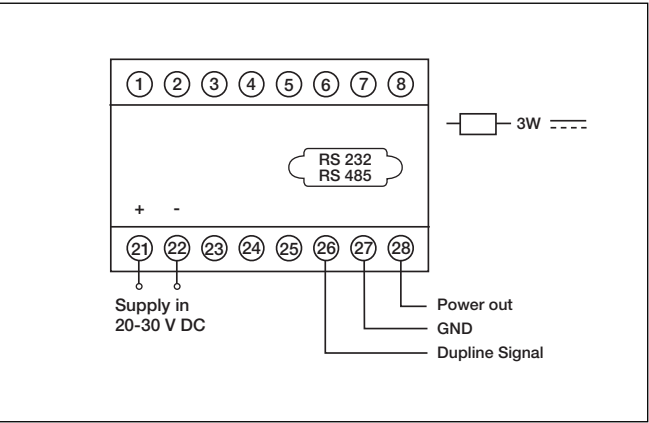 1 2 3 4 5 6 7 8
3W
RS 232
RS 485
+ -
21 22 23 24 25 26 27 28
Supply in
20-30 V DC
Power out
GND
Dupline Signal